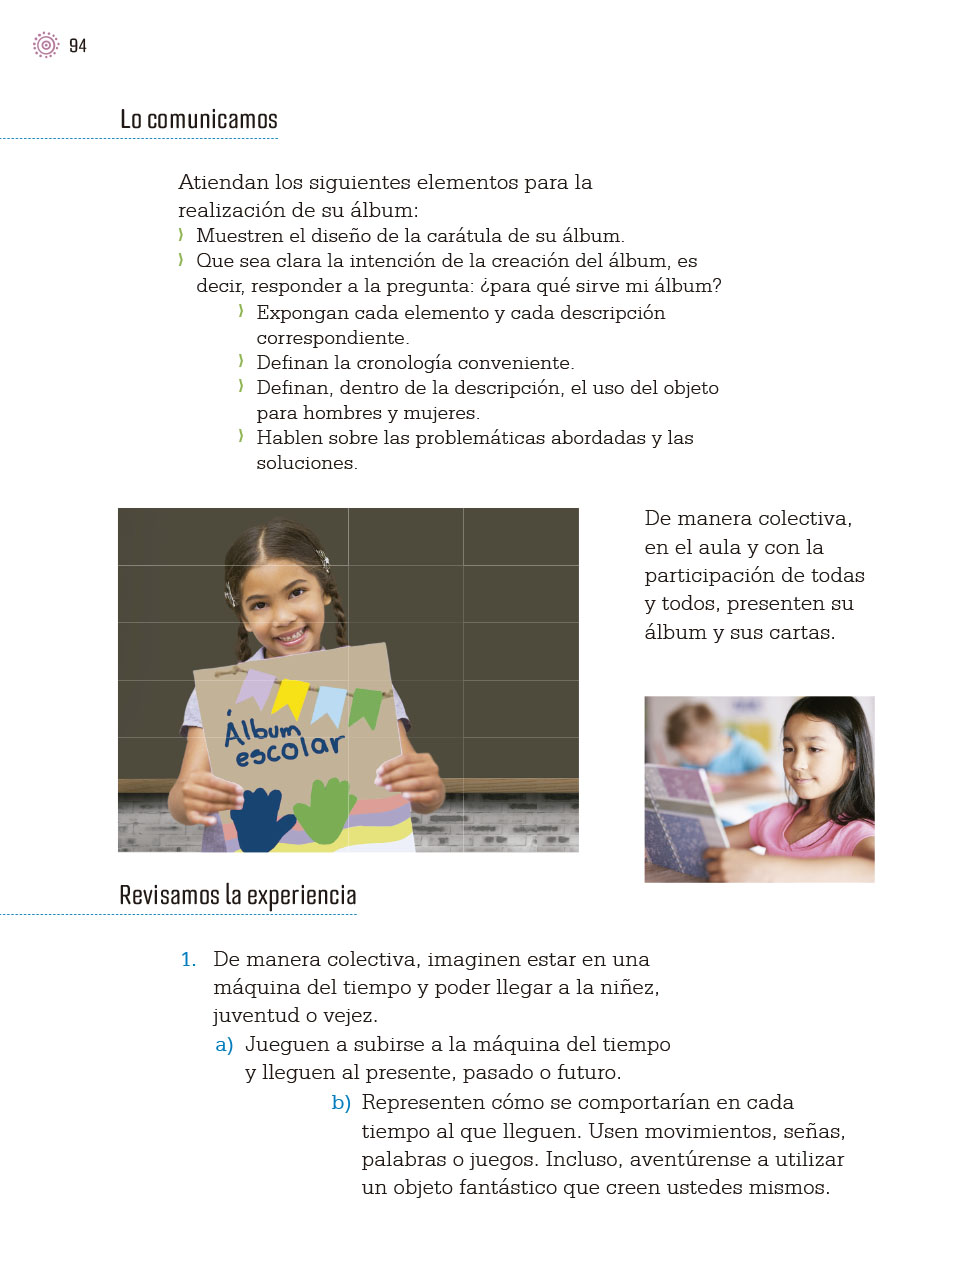 94
Lo comunicamos
Atiendan los siguientes elementos para la
realización de su álbum:
⟩ Muestren el diseño de la carátula de su álbum.
⟩ Que sea clara la intención de la creación del álbum, es
decir, responder a la pregunta: ¿para qué sirve mi álbum?
⟩ Expongan cada elemento y cada descripción
correspondiente.
⟩ Definan la cronología conveniente.
⟩ Definan, dentro de la descripción, el uso del objeto
para hombres y mujeres.
⟩ Hablen sobre las problemáticas abordadas y las
soluciones.
Álbum
escolar
De manera colectiva,
en el aula y con la
participación de todas
y todos, presenten su
álbum y sus cartas.
Revisamos la experiencia
1. De manera colectiva, imaginen estar en una
máquina del tiempo y poder llegar a la niñez,
juventud o vejez.
a) Jueguen a subirse a la máquina del tiempo
y lleguen al presente, pasado o futuro.
b) Representen cómo se comportarían en cada
tiempo al que lleguen. Usen movimientos, señas,
palabras o juegos. Incluso, aventúrense a utilizar
un objeto fantástico que creen ustedes mismos.